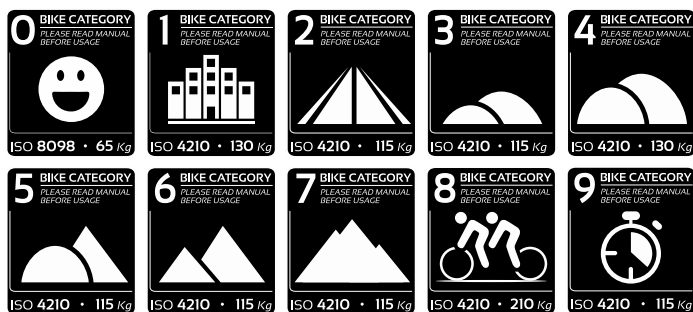 0 BIKE CATEGORY
PLEASE READ MANUAL
BEFORE USAGE
ISO 8098 · 65 Kg
1 BIKE CATEGORY
PLEASE READ MANUAL
BEFORE USAGE
ISO 4210 · 130 Kg
2 BIKE CATEGORY
PLEASE READ MANUAL
BEFORE USAGE
ISO 4210 · 115 Kg
3 BIKE CATEGORY
PLEASE READ MANUAL
BEFORE USAGE
ISO 4210 · 115 Kg
4 BIKE CATEGORY
PLEASE READ MANUAL
BEFORE USAGE
ISO 4210 · 130 Kg
5 BIKE CATEGORY
PLEASE READ MANUAL
BEFORE USAGE
ISO 4210 · 115 Kg
6 BIKE CATEGORY
PLEASE READ MANUAL
BEFORE USAGE
ISO 4210 · 115 Kg
7 BIKE CATEGORY
PLEASE READ MANUAL
BEFORE USAGE
ISO 4210 · 115 Kg
8 BIKE CATEGORY
PLEASE READ MANUAL
BEFORE USAGE
ISO 4210 · 210 Kg
9 BIKE CATEGORY
PLEASE READ MANUAL
BEFORE USAGE
ISO 4210 · 115 Kg